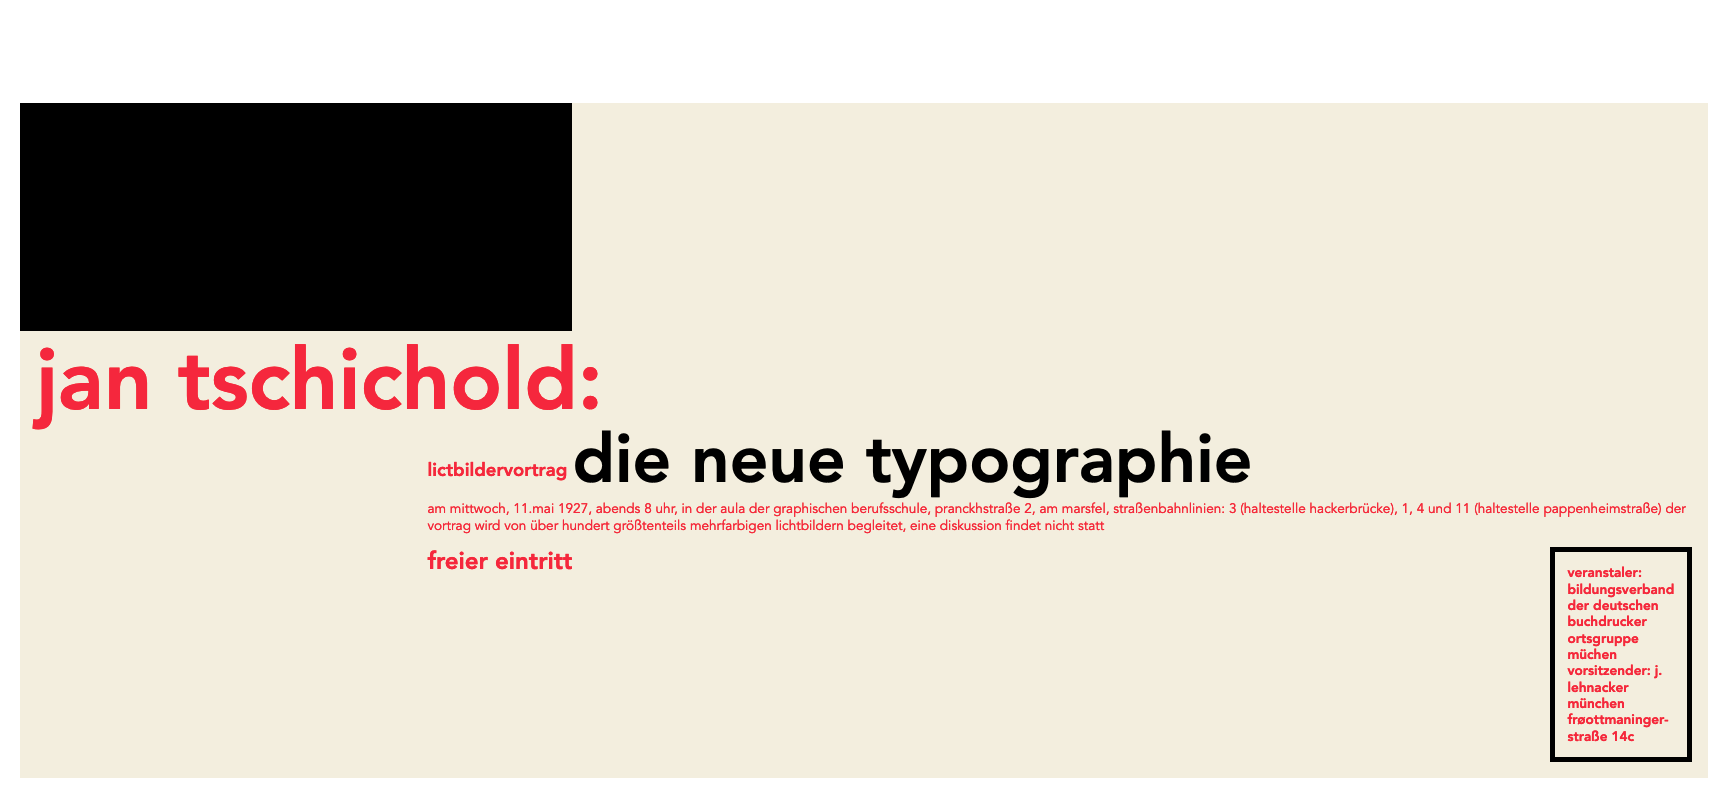 jan tschichold:
lictbildervortrag die neue typographie
am mittwoch, 11.mai 1927, abends 8 uhr, in der aula der graphischen berufsschule, pranckhstraße 2, am marsfel, straßenbahnlinien: 3 (haltestelle hackerbrücke), 1, 4 und 11 (haltestelle pappenheimstraße) der
vortrag wird von über hundert größtenteils mehrfarbigen lichtbildern begleitet, eine diskussion findet nicht statt
freier eintritt
veranstaler:
bildungsverband
der deutschen
buchdrucker
ortsgruppe
müchen
vorsitzender: j.
lehnacker
münchen
frøottmaninger-
straße 14c